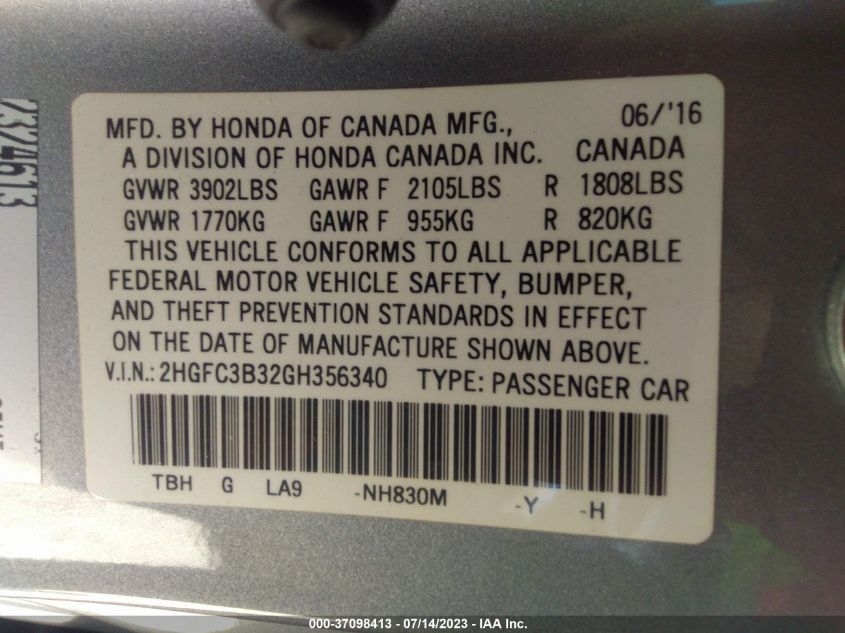 MFD. BY HONDA OF CANADA MFG., 06/'16
A DIVISION OF HONDA CANADA INC. CANADA
GVWR 3902LBS GAWR F 2105LBS R 1808LBS
GVWR 1770KG GAWR F 955KG R 820KG
THIS VEHICLE CONFORMS TO ALL APPLICABLE
FEDERAL MOTOR VEHICLE SAFETY, BUMPER,
AND THEFT PREVENTION STANDARDS IN EFFECT
ON THE DATE OF MANUFACTURE SHOWN ABOVE.
V.I.N.: 2HGFC3B32GH356340 TYPE: PASSENGER CAR
TBH G LA9 -NH830M -Y -H
000-37098413 - 07/14/2023 - IAA Inc.